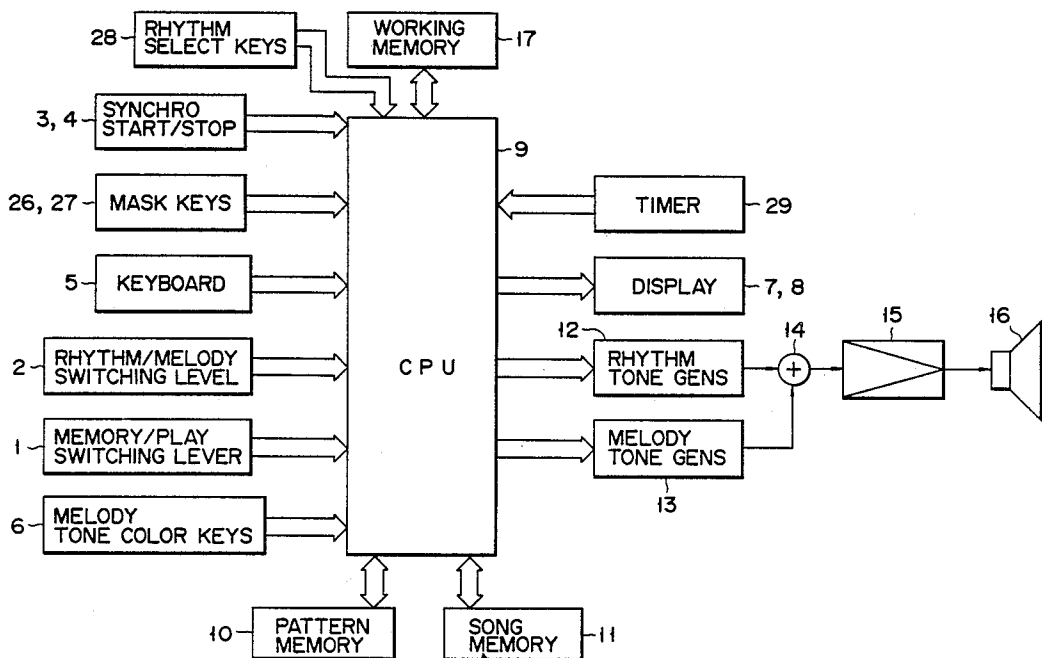 28
RHYTHM
SELECT KEYS
WORKING
MEMORY
17
3, 4
SYNCHRO
START/STOP
9
26, 27
MASK KEYS
TIMER
29
5
KEYBOARD
DISPLAY
7, 8
2
RHYTHM/MELODY
SWITCHING LEVEL
CPU
12
RHYTHM
TONE GENS
14
+
15
16
1
MEMORY/PLAY
SWITCHING LEVER
MELODY
TONE GENS
13
6
MELODY
TONE COLOR KEYS
10
PATTERN
MEMORY
SONG
MEMORY
11